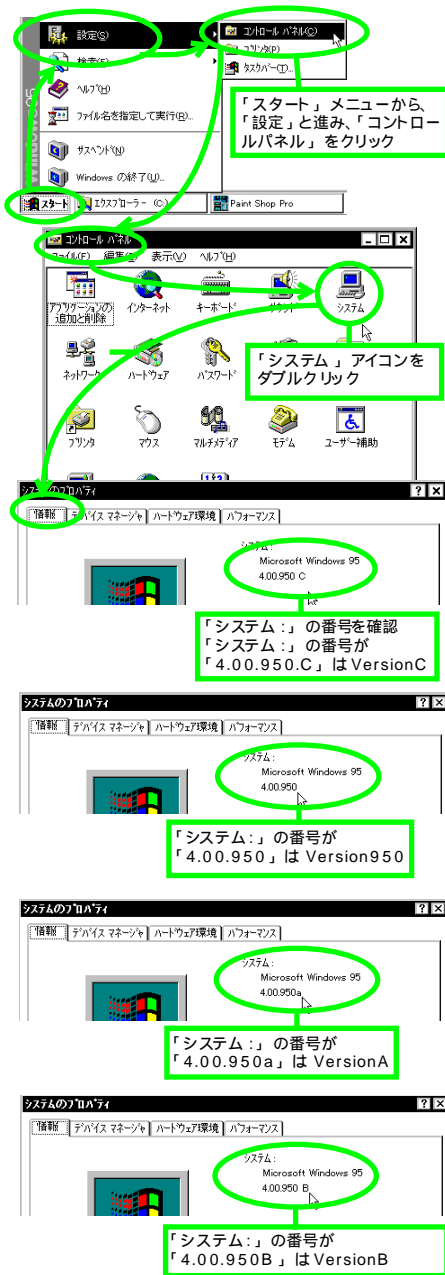 設定(S)
コントロール パネル(C)
プリンタ(P)
タスクバー(T)...
検索(F)
ヘルプ(H)
ファイル名を指定して実行(R)...
サスペンド(N)
Windows の終了(U)...
「スタート」メニューから、
「設定」と進み、「コントロー
ルパネル」をクリック
スタート
エクスプローラー - (C:)
Paint Shop Pro
コントロール パネル
ファイル(F) 編集(E) 表示(V) ヘルプ(H)
アプリケーションの
追加と削除
インターネット
キーボード
サウンド
システム
ネットワーク
ハードウェア
パスワード
「システム」アイコンを
ダブルクリック
プリンタ
マウス
マルチメディア
モデム
ユーザー補助
システムのプロパティ
情報 デバイス マネージャ ハードウェア環境 パフォーマンス
システム:
Microsoft Windows 95
4.00.950 C
「システム:」の番号を確認
「システム:」の番号が
「4.00.950.C」は VersionC
システムのプロパティ
情報 デバイス マネージャ ハードウェア環境 パフォーマンス
システム:
Microsoft Windows 95
4.00.950
「システム:」の番号が
「4.00.950」は Version950
システムのプロパティ
情報 デバイス マネージャ ハードウェア環境 パフォーマンス
システム:
Microsoft Windows 95
4.00.950a
「システム:」の番号が
「4.00.950a」は VersionA
システムのプロパティ
情報 デバイス マネージャ ハードウェア環境 パフォーマンス
システム:
Microsoft Windows 95
4.00.950 B
「システム:」の番号が
「4.00.950B」は VersionB